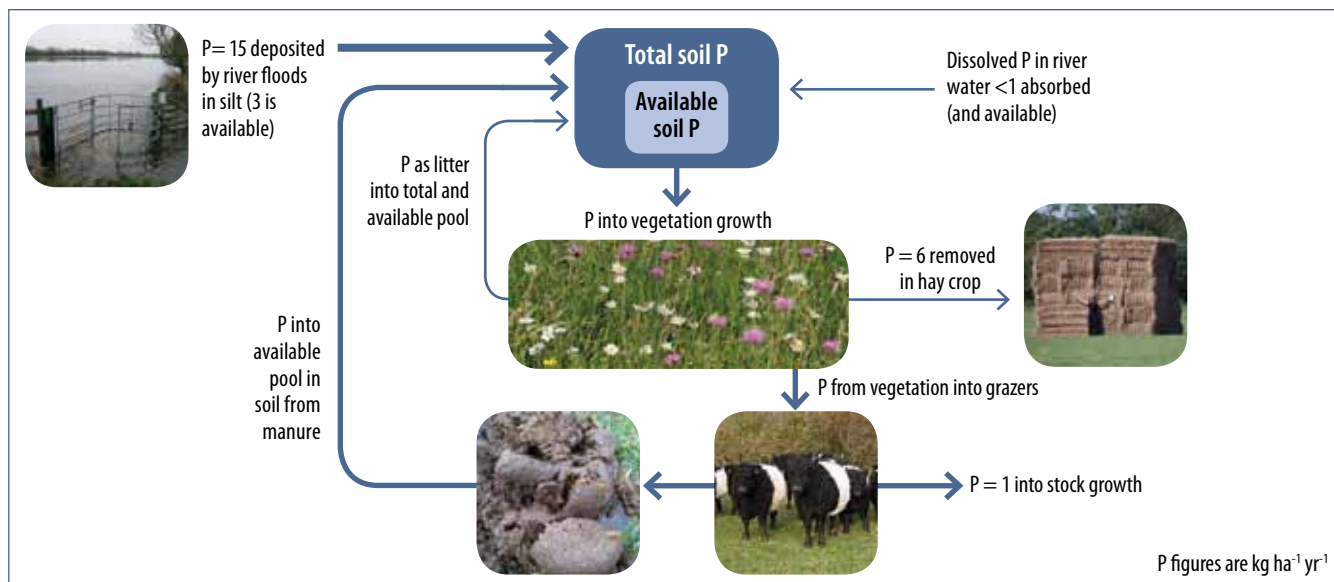 P= 15 deposited
by river floods
in silt (3 is
available)
Total soil P
Available
soil P
Dissolved P in river
water <1 absorbed
(and available)
P as litter
into total and
available pool
P into vegetation growth
P = 6 removed
in hay crop
P into
available
pool in
soil from
manure
P from vegetation into grazers
P = 1 into stock growth
P figures are kg ha⁻¹ yr⁻¹